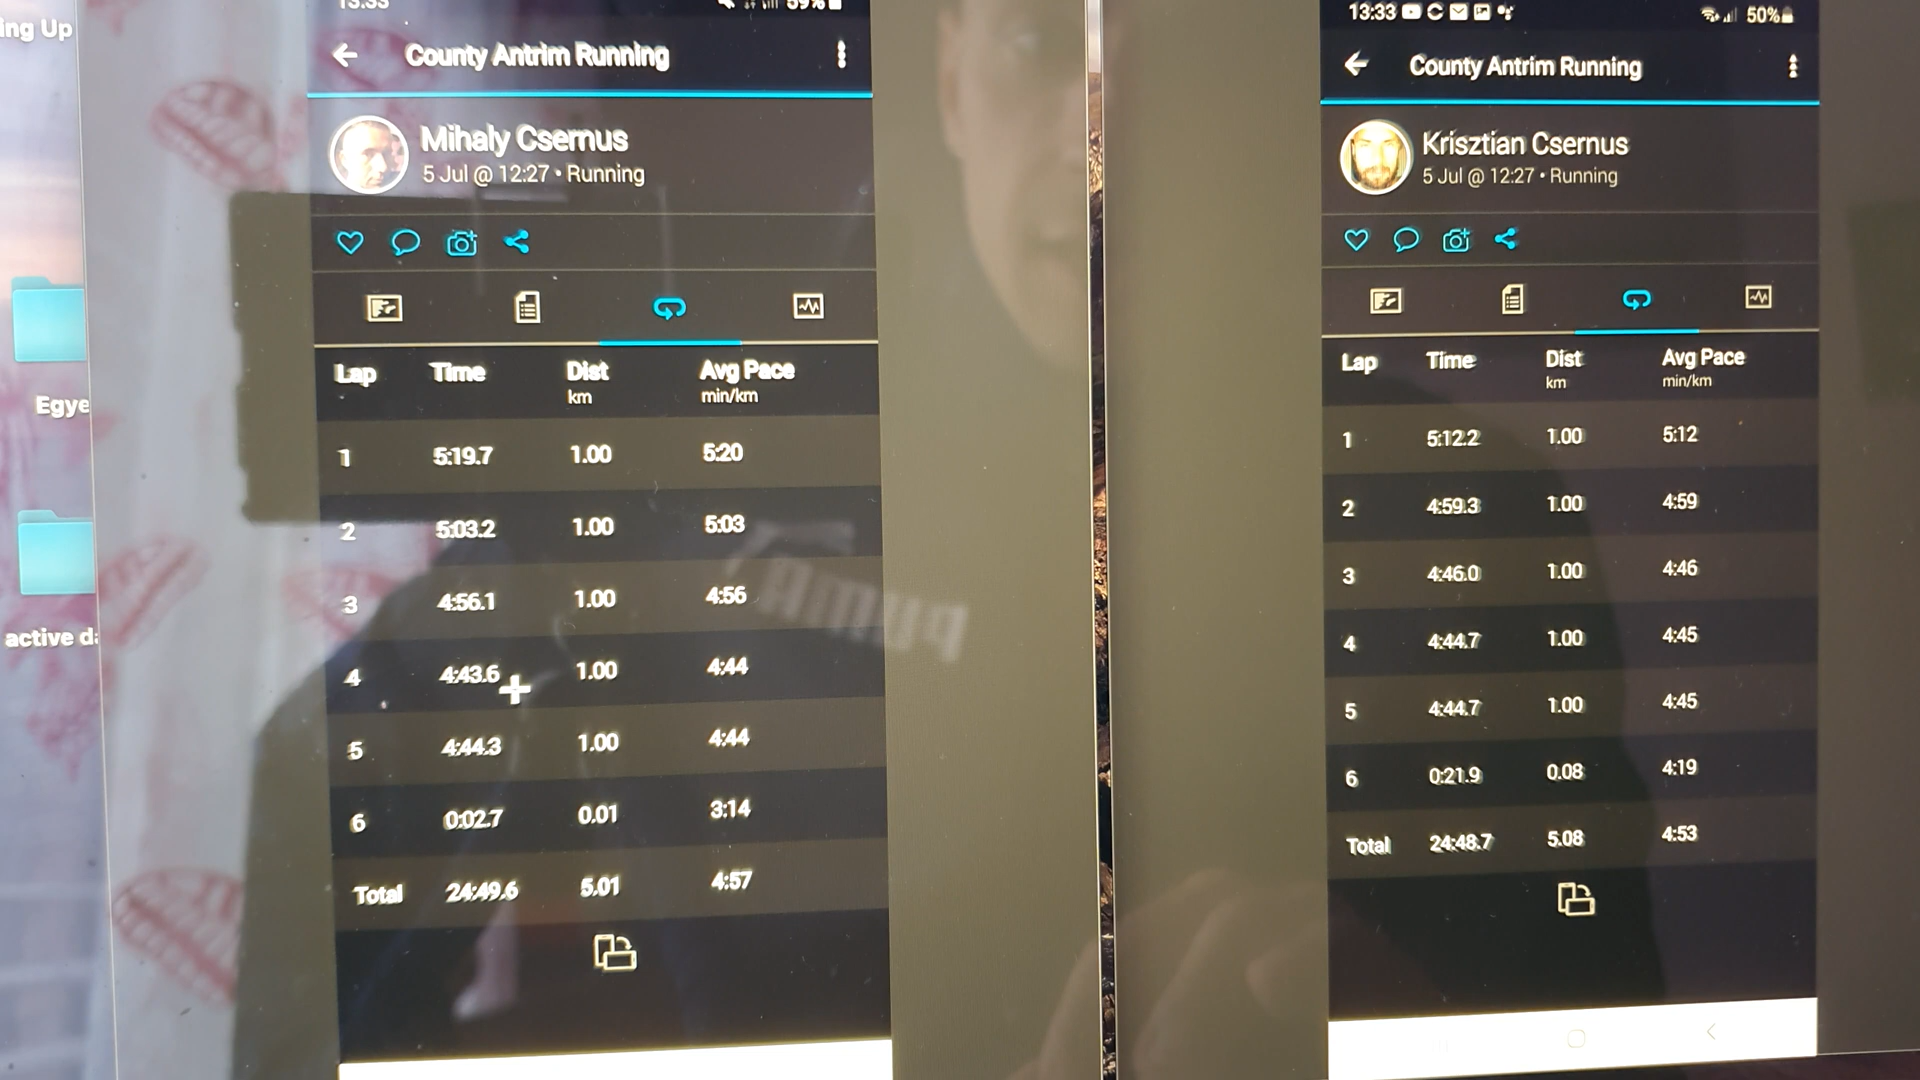 ing Up
Egye
active d
13:33
59%
County Antrim Running
Mihaly Csernus
5 Jul @ 12:27 • Running
Lap Time Dist Avg Pace
km min/km
1 5:19.7 1.00 5:20
2 5:03.2 1.00 5:03
3 4:56.1 1.00 4:56
4 4:43.6 1.00 4:44
5 4:44.3 1.00 4:44
6 0:02.7 0.01 3:14
Total 24:49.6 5.01 4:57
puma
13:33
50%
County Antrim Running
Krisztian Csernus
5 Jul @ 12:27 • Running
Lap Time Dist Avg Pace
km min/km
1 5:12.2 1.00 5:12
2 4:59.3 1.00 4:59
3 4:46.0 1.00 4:46
4 4:44.7 1.00 4:45
5 4:44.7 1.00 4:45
6 0:21.9 0.08 4:19
Total 24:48.7 5.08 4:53